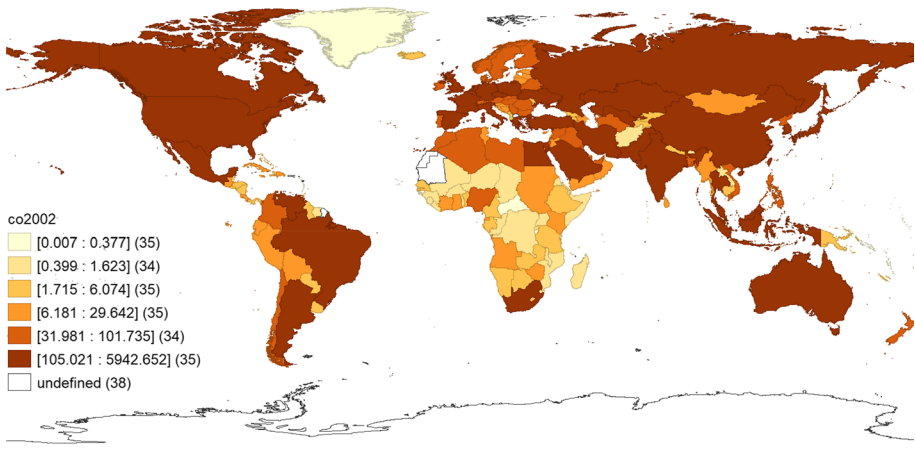 co2002
[0.007 : 0.377] (35)
[0.399 : 1.623] (34)
[1.715 : 6.074] (35)
[6.181 : 29.642] (35)
[31.981 : 101.735] (34)
[105.021 : 5942.652] (35)
undefined (38)